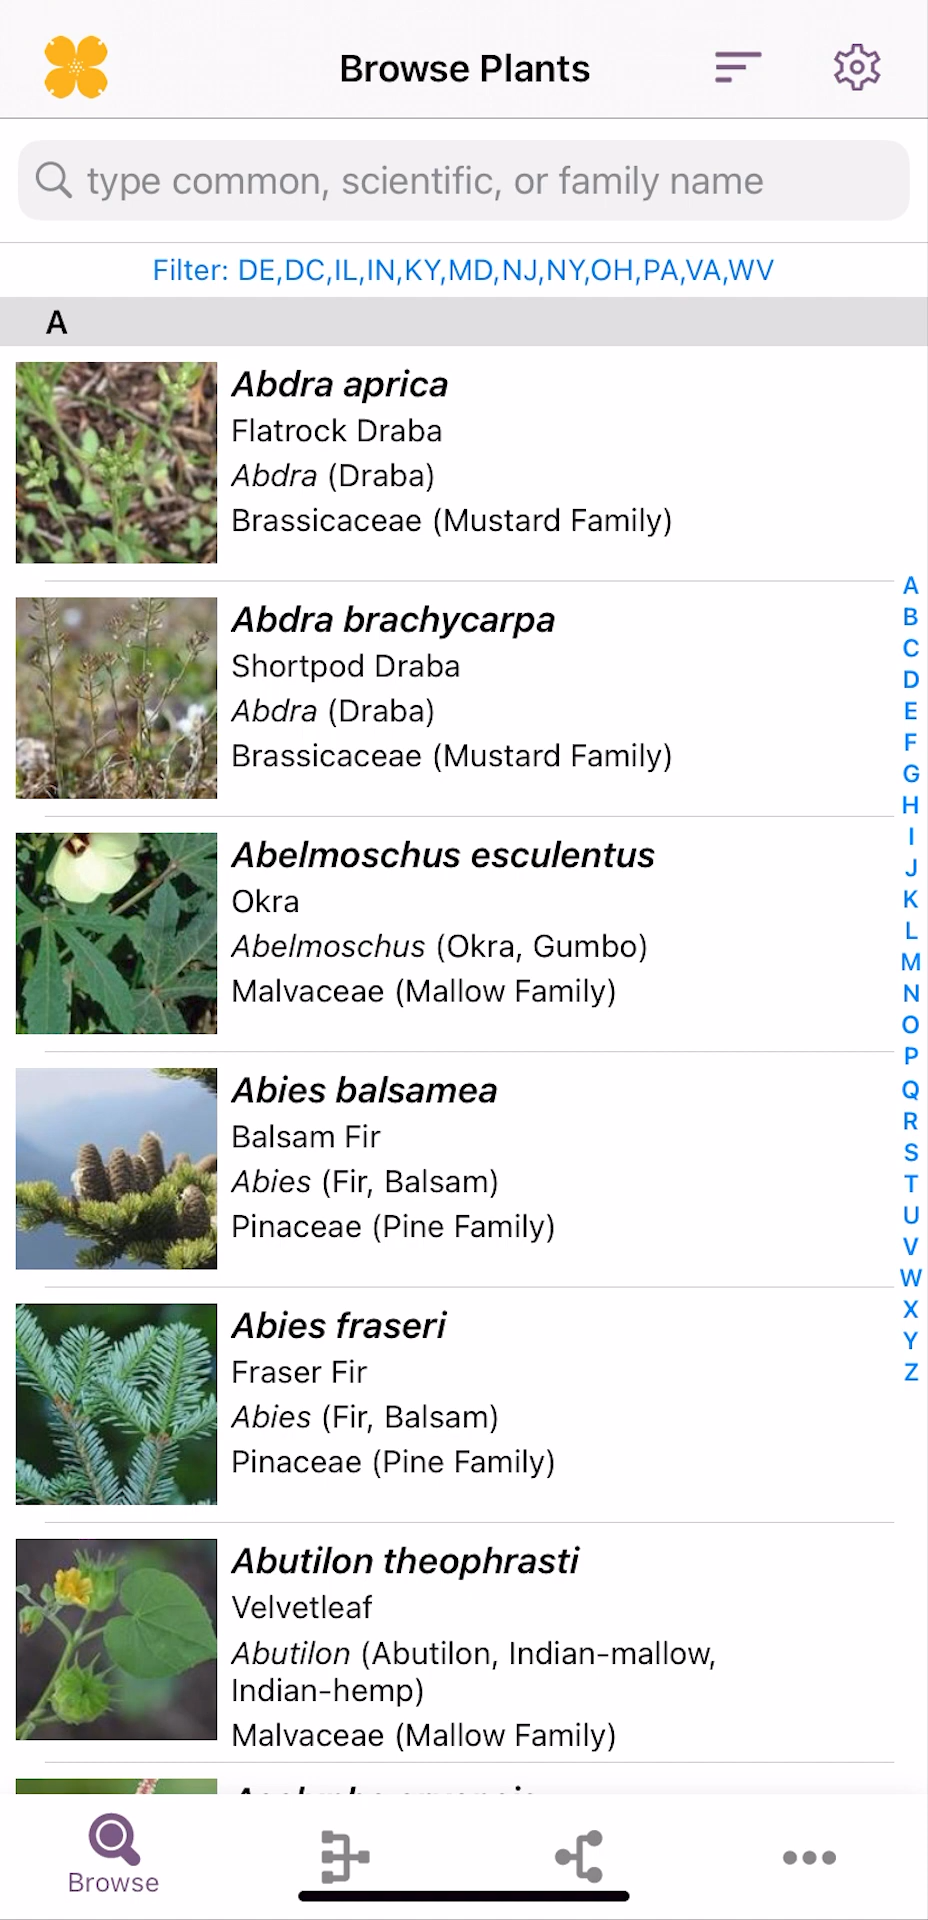 Browse Plants
type common, scientific, or family name
Filter: DE,DC,IL,IN,KY,MD,NJ,NY,OH,PA,VA,WV
A
Abdra aprica
Flatrock Draba
Abdra (Draba)
Brassicaceae (Mustard Family)
Abdra brachycarpa
Shortpod Draba
Abdra (Draba)
Brassicaceae (Mustard Family)
Abelmoschus esculentus
Okra
Abelmoschus (Okra, Gumbo)
Malvaceae (Mallow Family)
Abies balsamea
Balsam Fir
Abies (Fir, Balsam)
Pinaceae (Pine Family)
Abies fraseri
Fraser Fir
Abies (Fir, Balsam)
Pinaceae (Pine Family)
Abutilon theophrasti
Velvetleaf
Abutilon (Abutilon, Indian-mallow,
Indian-hemp)
Malvaceae (Mallow Family)
A
B
C
D
E
F
G
H
I
J
K
L
M
N
O
P
Q
R
S
T
U
V
W
X
Y
Z
Browse